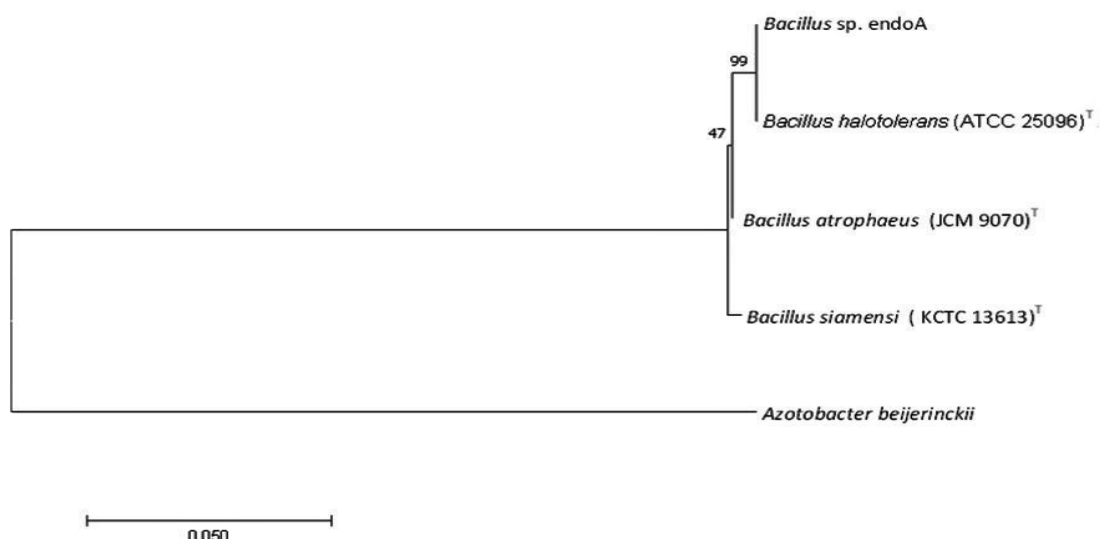 Bacillus sp. endoA
99
Bacillus halotolerans (ATCC 25096)T
47
Bacillus atrophaeus (JCM 9070)T
Bacillus siamensi ( KCTC 13613)T
Azotobacter beijerinckii
0.050